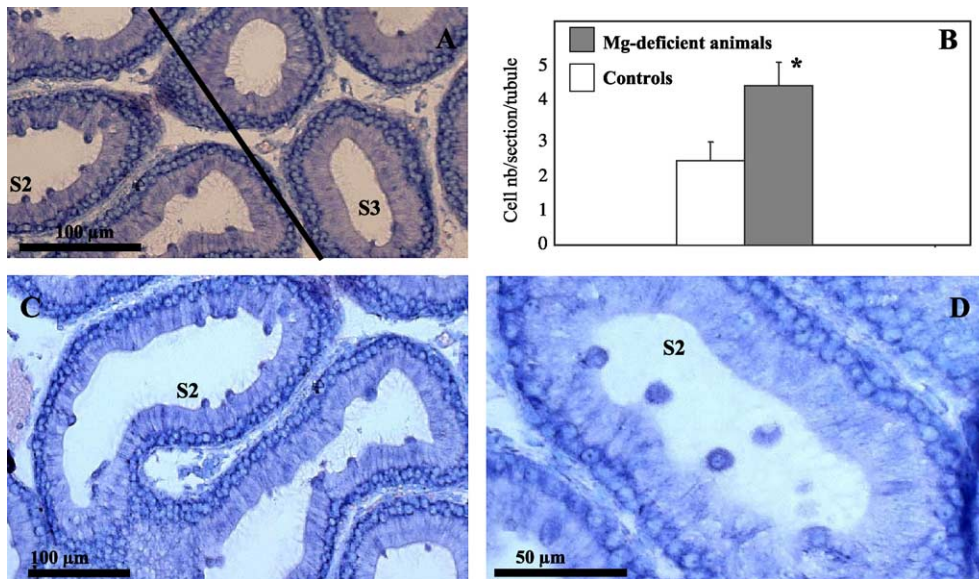 A
S2
S3
100 µm
B
Mg-deficient animals
*
Controls
Cell nb/section/tubule
5
4
3
2
1
0
C
S2
100 µm
D
S2
50 µm